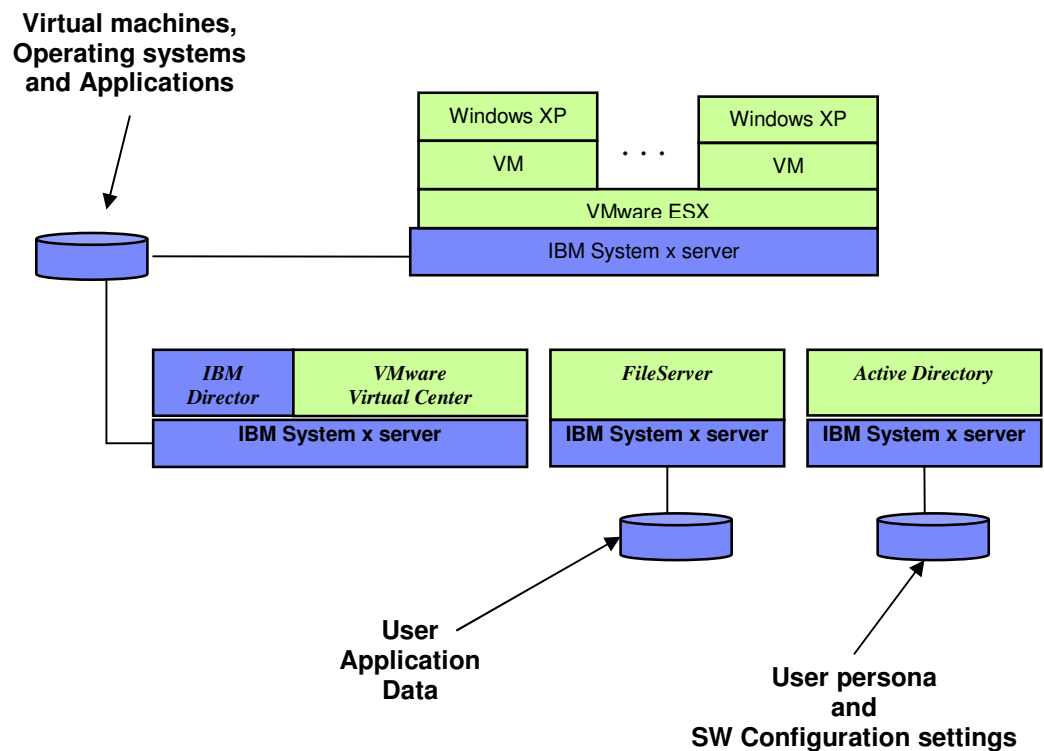 Virtual machines,
Operating systems
and Applications
Windows XP
Windows XP
. . .
VM
VM
VMware ESX
IBM System x server
IBM
Director
VMware
Virtual Center
FileServer
Active Directory
IBM System x server
IBM System x server
IBM System x server
User
Application
Data
User persona
and
SW Configuration settings